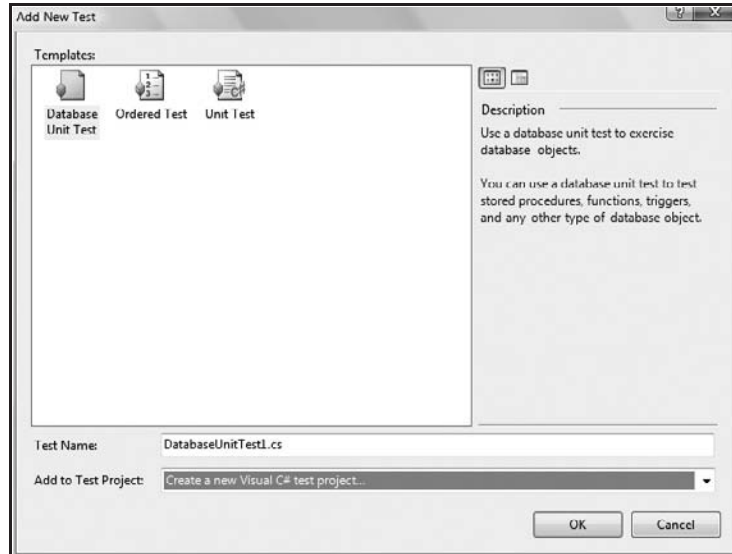 Add New Test
Templates:
Database
Unit Test
Ordered Test
Unit Test
Description
Use a database unit test to exercise
database objects.
You can use a database unit test to test
stored procedures, functions, triggers,
and any other type of database object.
Test Name:
DatabaseUnitTest1.cs
Add to Test Project:
Create a new Visual C# test project...
OK
Cancel